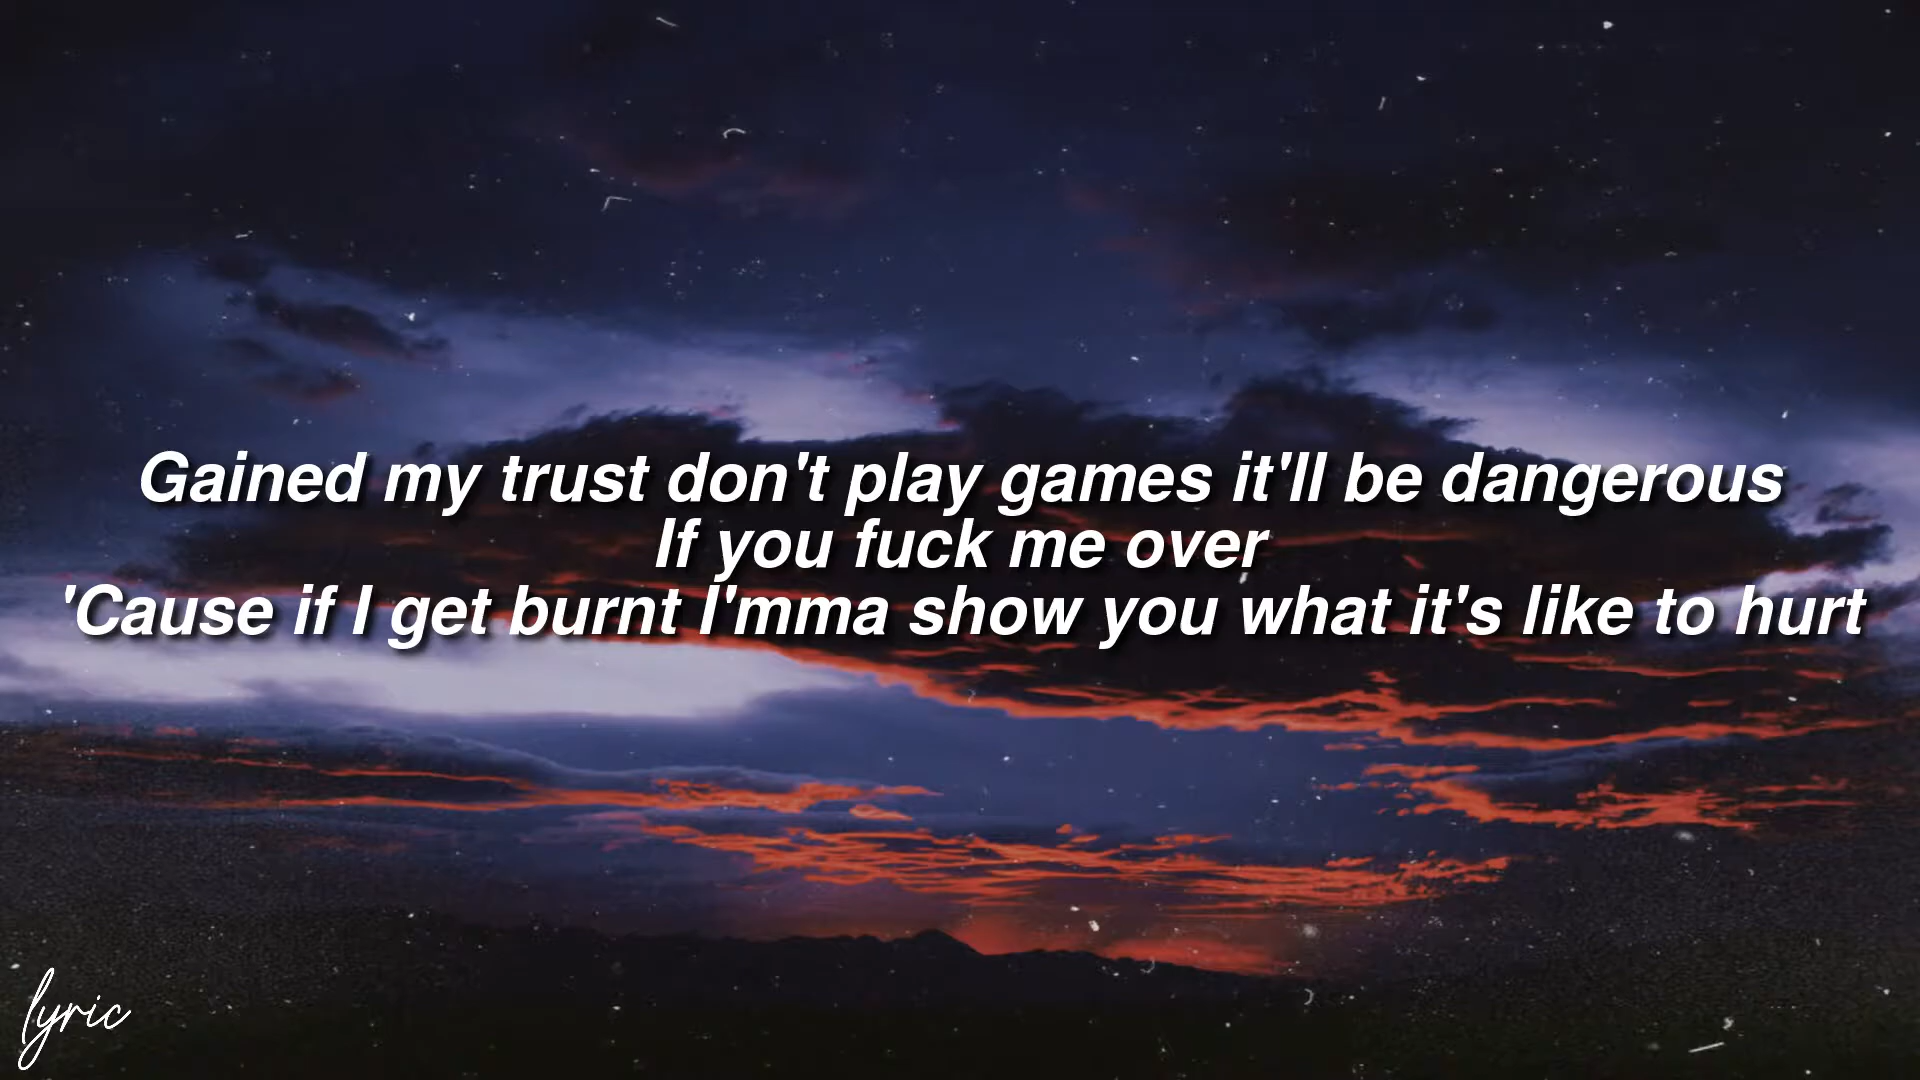 Gained my trust don't play games it'll be dangerous
If you fuck me over
'Cause if I get burnt I'mma show you what it's like to hurt
lyric